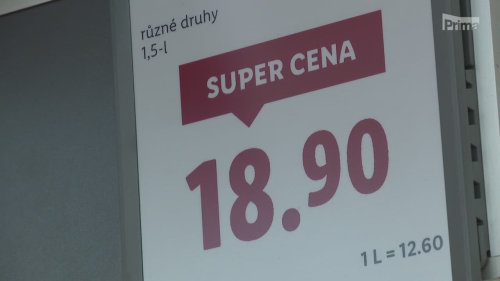 Prima
různé druhy
1,5-l
SUPER CENA
18.90
1 L = 12.60